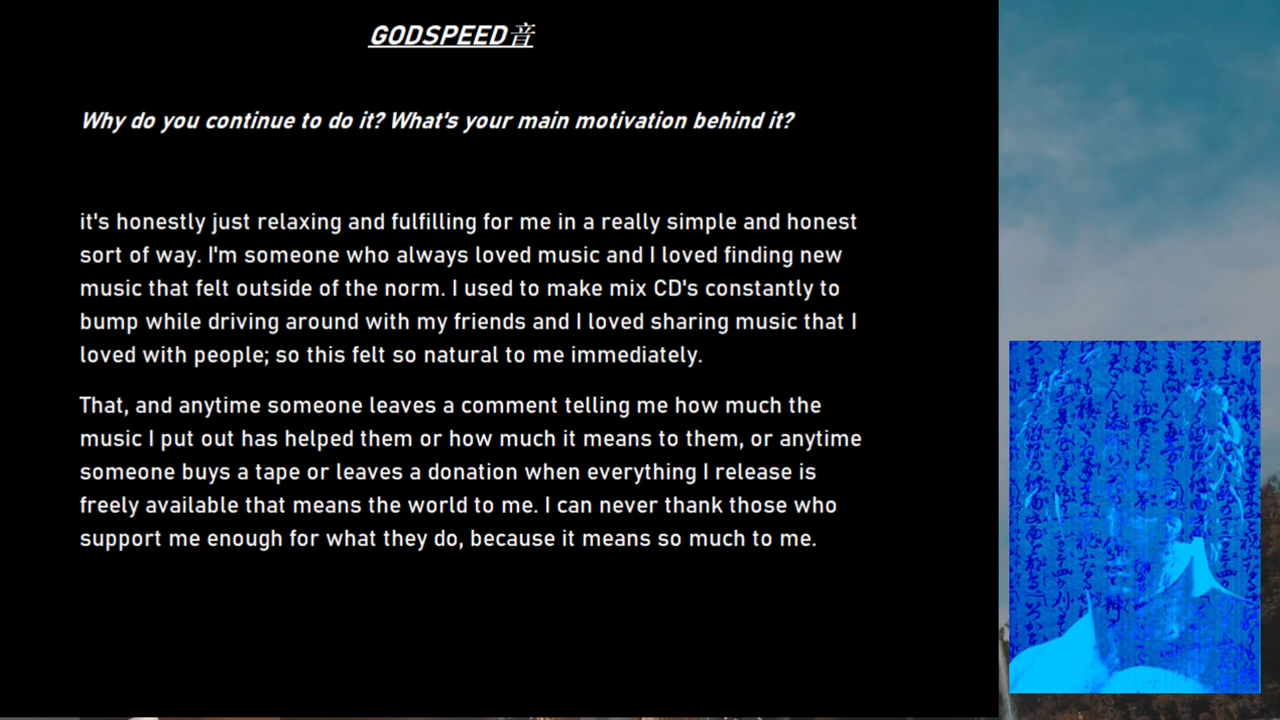 GODSPEED音
Why do you continue to do it? What's your main motivation behind it?
it's honestly just relaxing and fulfilling for me in a really simple and honest
sort of way. I'm someone who always loved music and I loved finding new
music that felt outside of the norm. I used to make mix CD's constantly to
bump while driving around with my friends and I loved sharing music that I
loved with people; so this felt so natural to me immediately.
That, and anytime someone leaves a comment telling me how much the
music I put out has helped them or how much it means to them, or anytime
someone buys a tape or leaves a donation when everything I release is
freely available that means the world to me. I can never thank those who
support me enough for what they do, because it means so much to me.